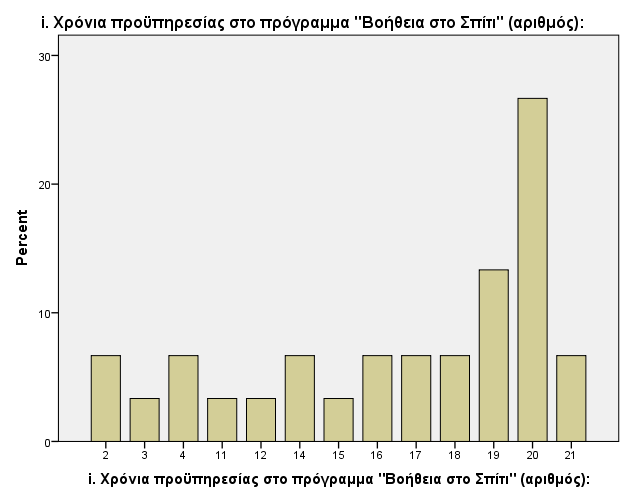 i. Χρόνια προϋπηρεσίας στο πρόγραμμα "Βοήθεια στο Σπίτι" (αριθμός):
30
20
10
0
Percent
2 3 4 11 12 14 15 16 17 18 19 20 21
i. Χρόνια προϋπηρεσίας στο πρόγραμμα "Βοήθεια στο Σπίτι" (αριθμός):